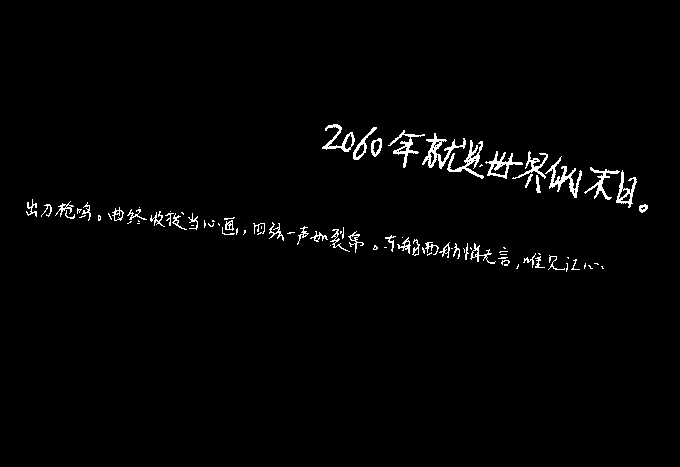 2060年就是世界的末日。
出刀枪鸣。曲终收拨当心画，四弦一声如裂帛。东船西舫悄无言，唯见江心